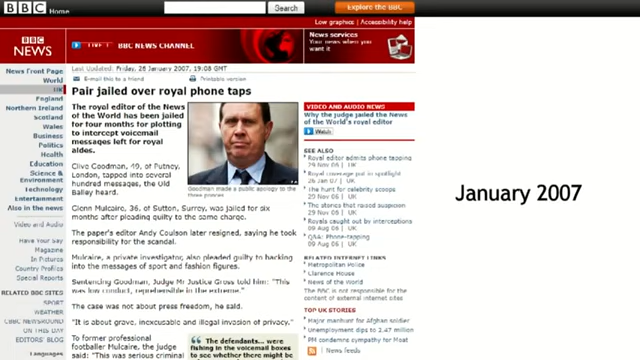 BBC Home
Search
Explore the BBC
Low graphics | Accessibility help
BBC
NEWS
LIVE
BBC NEWS CHANNEL
News services
Your news when you want it
News Front Page
World
UK
England
Northern Ireland
Scotland
Wales
Business
Politics
Health
Education
Science & Environment
Technology
Entertainment
Also in the news
Video and Audio
Have Your Say
Magazine
In Pictures
Country Profiles
Special Reports
RELATED BBC SITES
SPORT
WEATHER
CBBC NEWSROUND
ON THIS DAY
EDITORS' BLOG
Languages
Last Updated: Friday, 26 January 2007, 19:08 GMT
E-mail this to a friend
Printable version
Pair jailed over royal phone taps
The royal editor of the News
of the World has been jailed
for four months for plotting
to intercept voicemail
messages left for royal
aides.
Clive Goodman, 49, of Putney,
London, tapped into several
hundred messages, the Old
Bailey heard.
Goodman made a public apology to the
three princes
Glenn Mulcaire, 36, of Sutton, Surrey, was jailed for six
months after pleading guilty to the same charge.
The paper's editor Andy Coulson later resigned, saying he took
responsibility for the scandal.
Mulcaire, a private investigator, also pleaded guilty to hacking
into the messages of sport and fashion figures.
Sentencing Goodman, Judge Mr Justice Gross told him: "This
was low conduct, reprehensible in the extreme."
The case was not about press freedom, he said.
"It is about grave, inexcusable and illegal invasion of privacy."
To former professional
footballer Mulcaire, the Judge
said: "This was serious criminal
The defendants... were
fishing in the voicemail boxes
to see whether there might be
VIDEO AND AUDIO NEWS
Why the judge jailed the News
of the World's royal editor
Watch
SEE ALSO
Royal editor admits phone tapping
29 Nov 06 | UK
Royal coverage put in spotlight
26 Jan 07 | UK
The hunt for celebrity scoops
29 Nov 06 | UK
The stories that raised suspicion
29 Nov 06 | UK
Royals caught out by interceptions
09 Aug 06 | UK
Q&A: Phone-tapping
09 Aug 06 | UK
RELATED INTERNET LINKS
Metropolitan Police
Clarence House
News of the World
The BBC is not responsible for the
content of external internet sites
TOP UK STORIES
Major manhunt for Afghan soldier
Unemployment dips to 2.47 million
PM condemns sympathy for Moat
News feeds
January 2007